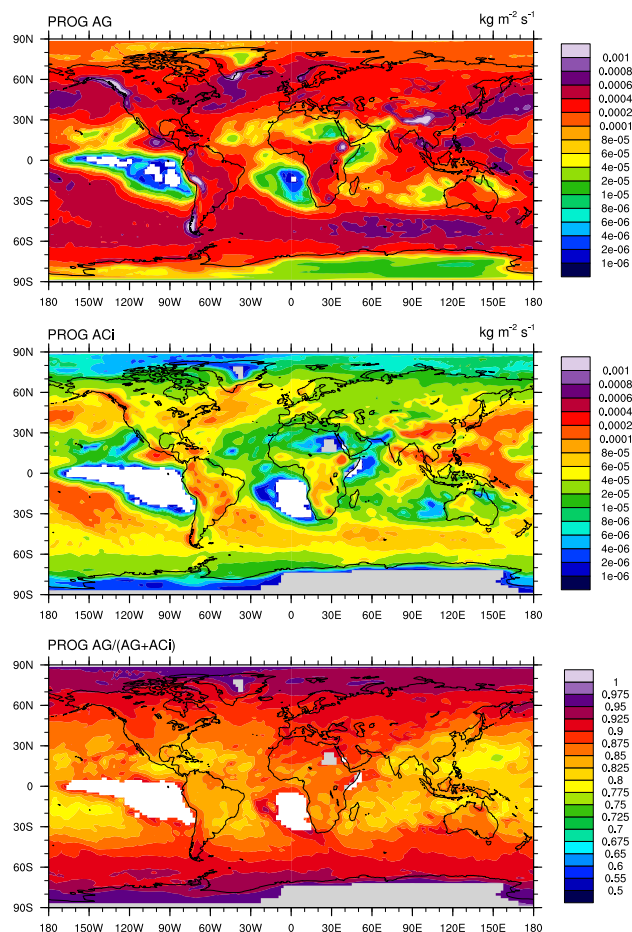 PROG AG kg m⁻² s⁻¹
90N
60N
30N
0
30S
60S
90S
180 150W 120W 90W 60W 30W 0 30E 60E 90E 120E 150E 180
0.001
0.0008
0.0006
0.0004
0.0002
0.0001
8e-05
6e-05
4e-05
2e-05
1e-05
8e-06
6e-06
4e-06
2e-06
1e-06
PROG ACi kg m⁻² s⁻¹
90N
60N
30N
0
30S
60S
90S
180 150W 120W 90W 60W 30W 0 30E 60E 90E 120E 150E 180
0.001
0.0008
0.0006
0.0004
0.0002
0.0001
8e-05
6e-05
4e-05
2e-05
1e-05
8e-06
6e-06
4e-06
2e-06
1e-06
PROG AG/(AG+ACi)
90N
60N
30N
0
30S
60S
90S
180 150W 120W 90W 60W 30W 0 30E 60E 90E 120E 150E 180
1
0.975
0.95
0.925
0.9
0.875
0.85
0.825
0.8
0.775
0.75
0.725
0.7
0.675
0.65
0.6
0.55
0.5